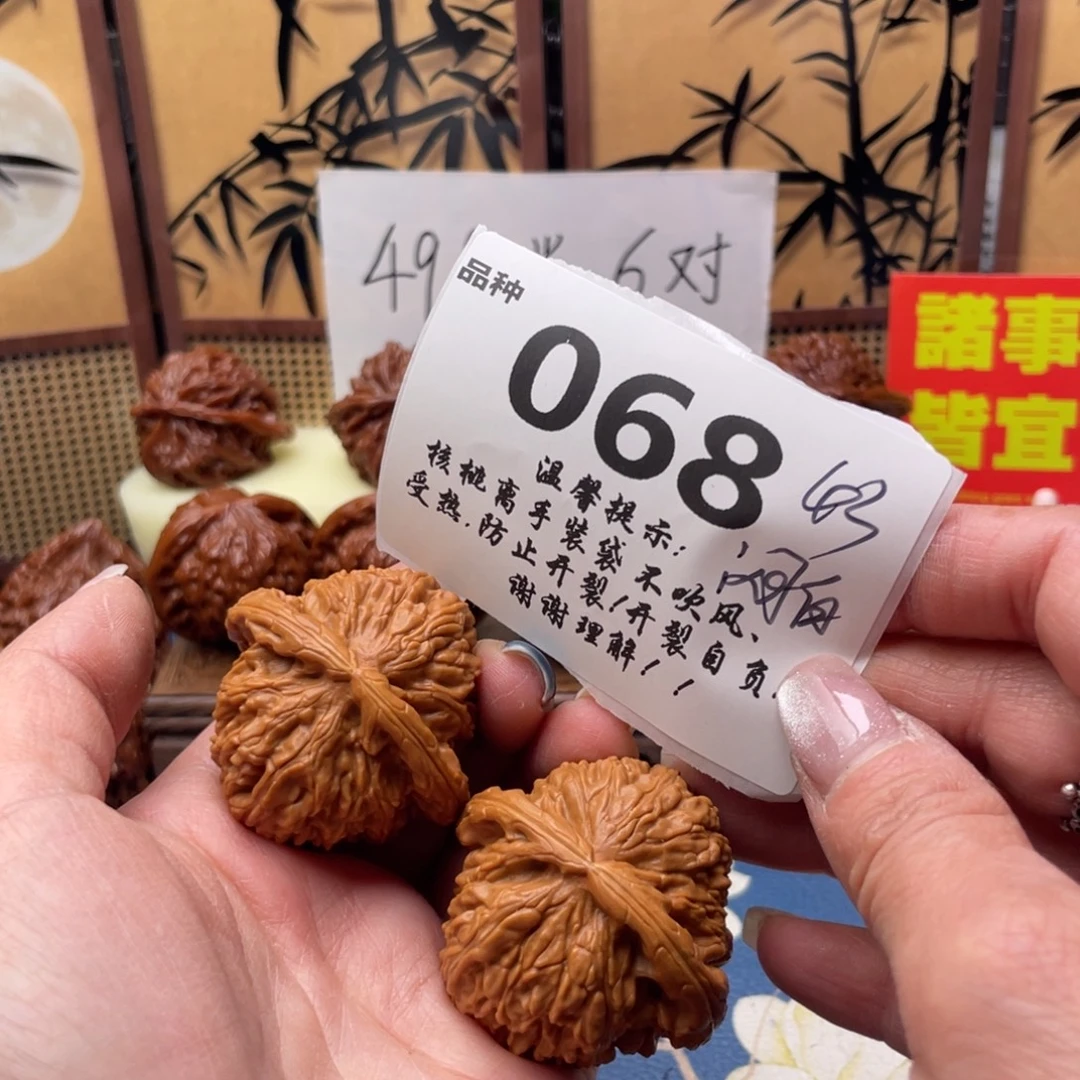 49 6对
品种
068
温馨提示:
核桃离手装袋不吹风、
受热,防止开裂!开裂自负,
谢谢理解!!
諸事
皆宜